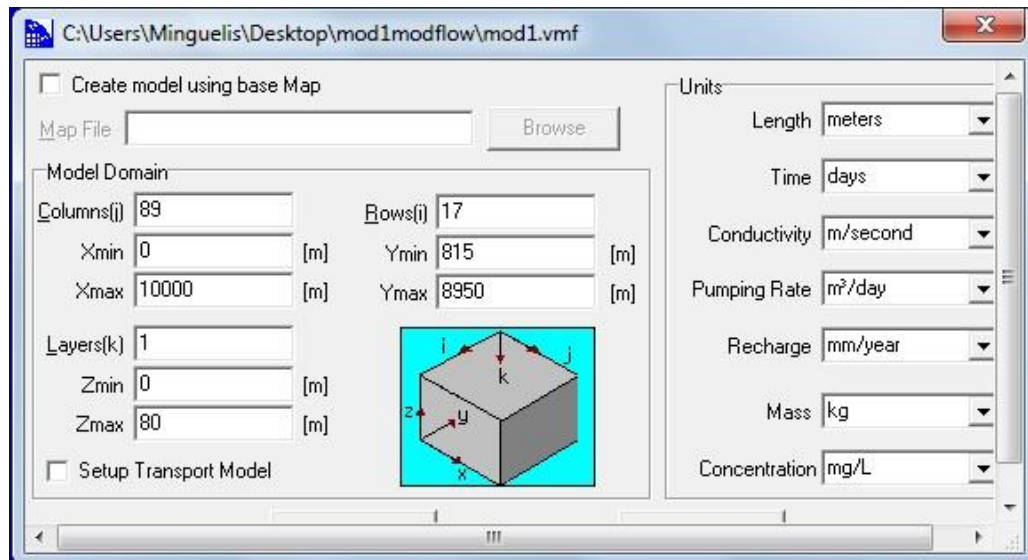 C:\Users\Minguelis\Desktop\mod1modflow\mod1.vmf
Create model using base Map
Map File
Browse
Model Domain
Columns(j) 89
Rows(i) 17
Xmin 0 [m]
Ymin 815 [m]
Xmax 10000 [m]
Ymax 8950 [m]
Layers(k) 1
Zmin 0 [m]
Zmax 80 [m]
i
j
k
z
y
x
Setup Transport Model
Units
Length meters
Time days
Conductivity m/second
Pumping Rate m³/day
Recharge mm/year
Mass kg
Concentration mg/L